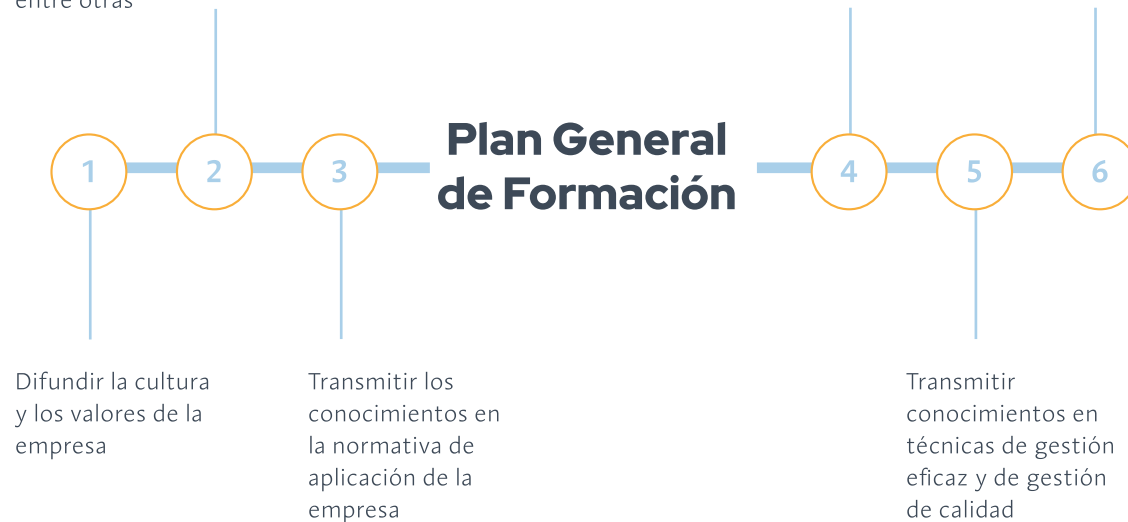 entre otras
1
2
3
Plan General
de Formación
4
5
6
Difundir la cultura
y los valores de la
empresa
Transmitir los
conocimientos en
la normativa de
aplicación de la
empresa
Transmitir
conocimientos en
técnicas de gestión
eficaz y de gestión
de calidad